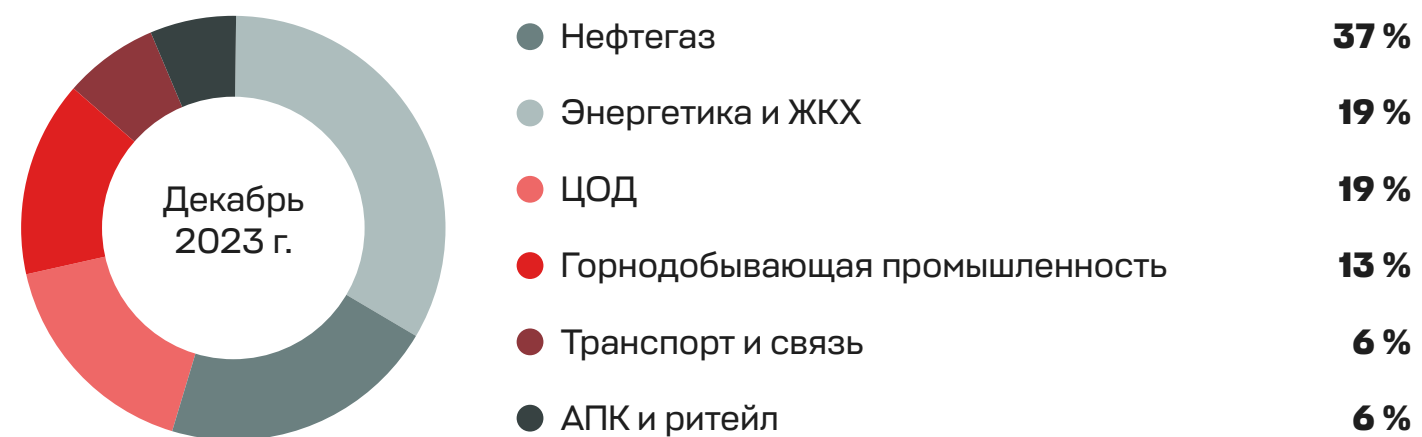 Декабрь
2023 г.
Нефтегаз 37 %
Энергетика и ЖКХ 19 %
ЦОД 19 %
Горнодобывающая промышленность 13 %
Транспорт и связь 6 %
АПК и ритейл 6 %